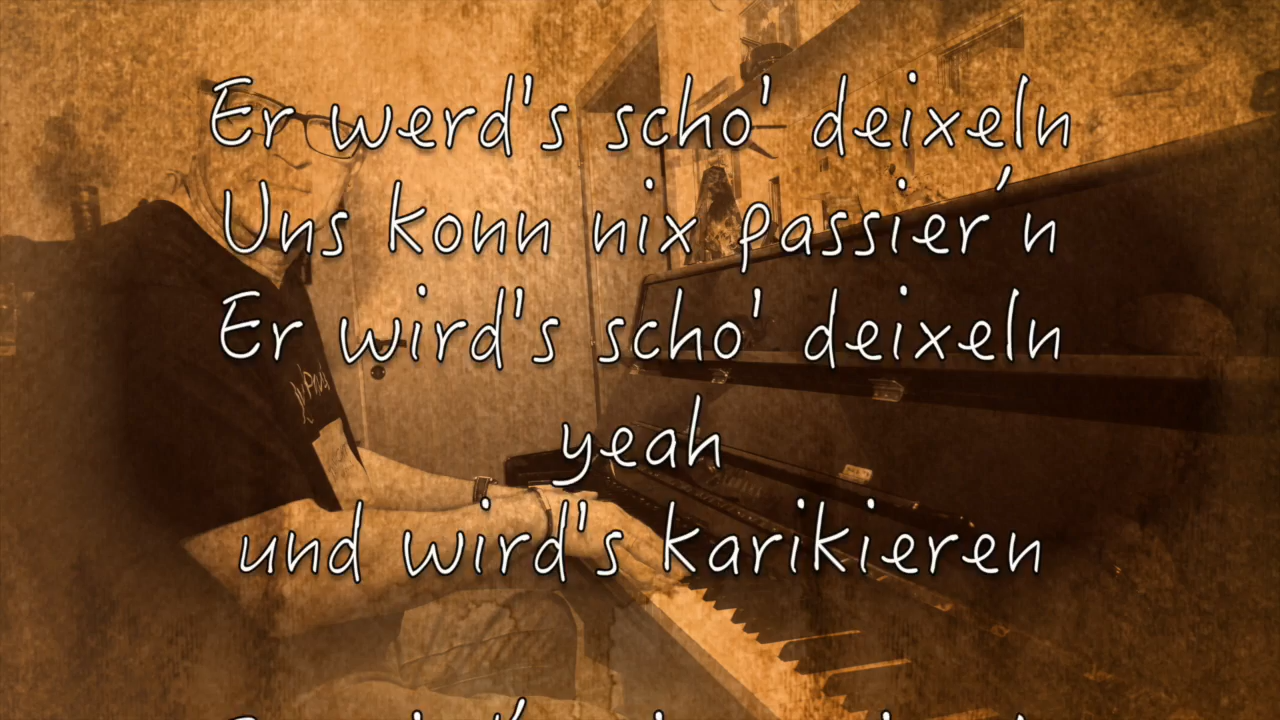 Er werd's scho' deixeln
Uns konn nix passier´n
Er wird's scho' deixeln
yeah
und wird's karikieren